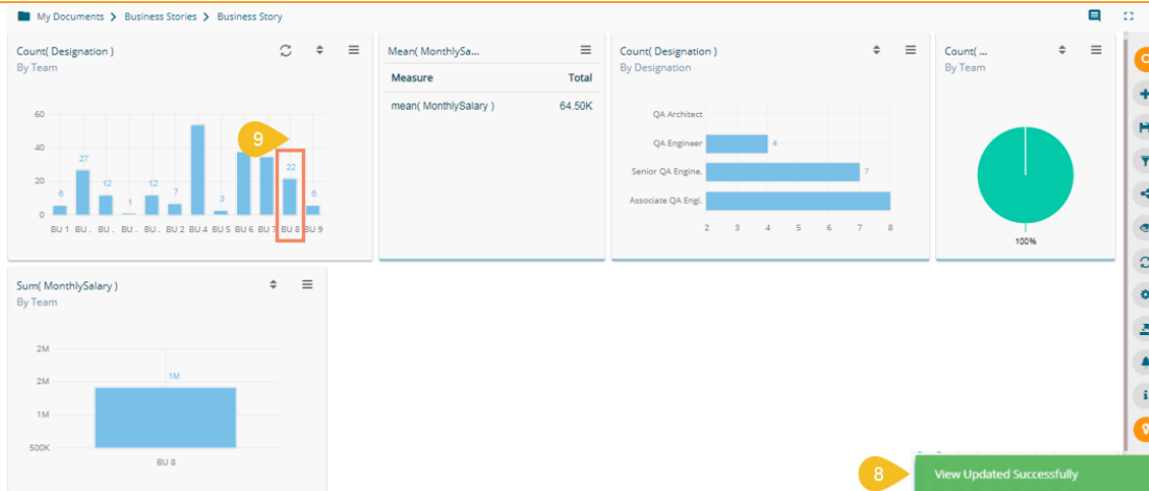 My Documents > Business Stories > Business Story
Count( Designation )
By Team
60
40
20
0
6
27
12
1
12
7
3
22
6
BU 1 BU . BU . BU . BU . BU 2 BU 4 BU 5 BU 6 BU 7 BU 8 BU 9
9
Mean( MonthlySa...
Measure Total
mean( MonthlySalary ) 64.50K
Count( Designation )
By Designation
QA Architect
QA Engineer 4
Senior QA Engine. 7
Associate QA Engi.
2 3 4 5 6 7 8
Count( ...
By Team
100%
Sum( MonthlySalary )
By Team
2M
2M
1M
500K
1M
BU 8
8
View Updated Successfully